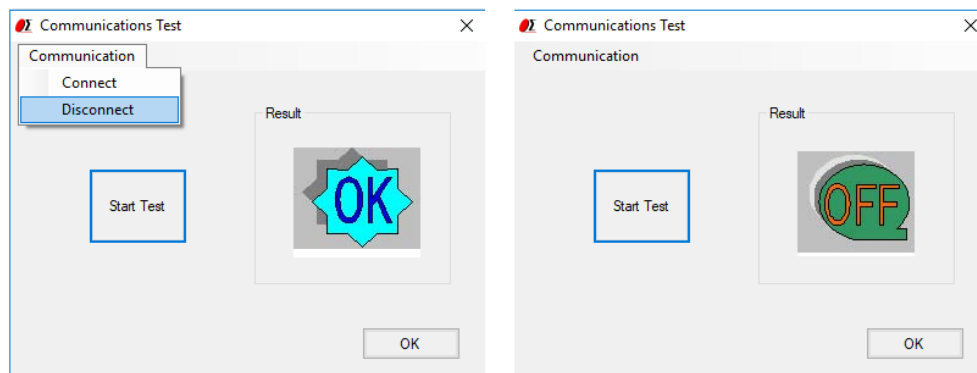 Communications Test
Communication
Connect
Disconnect
Result
Start Test
OK
OK
Communications Test
Communication
Result
Start Test
OFF
OK